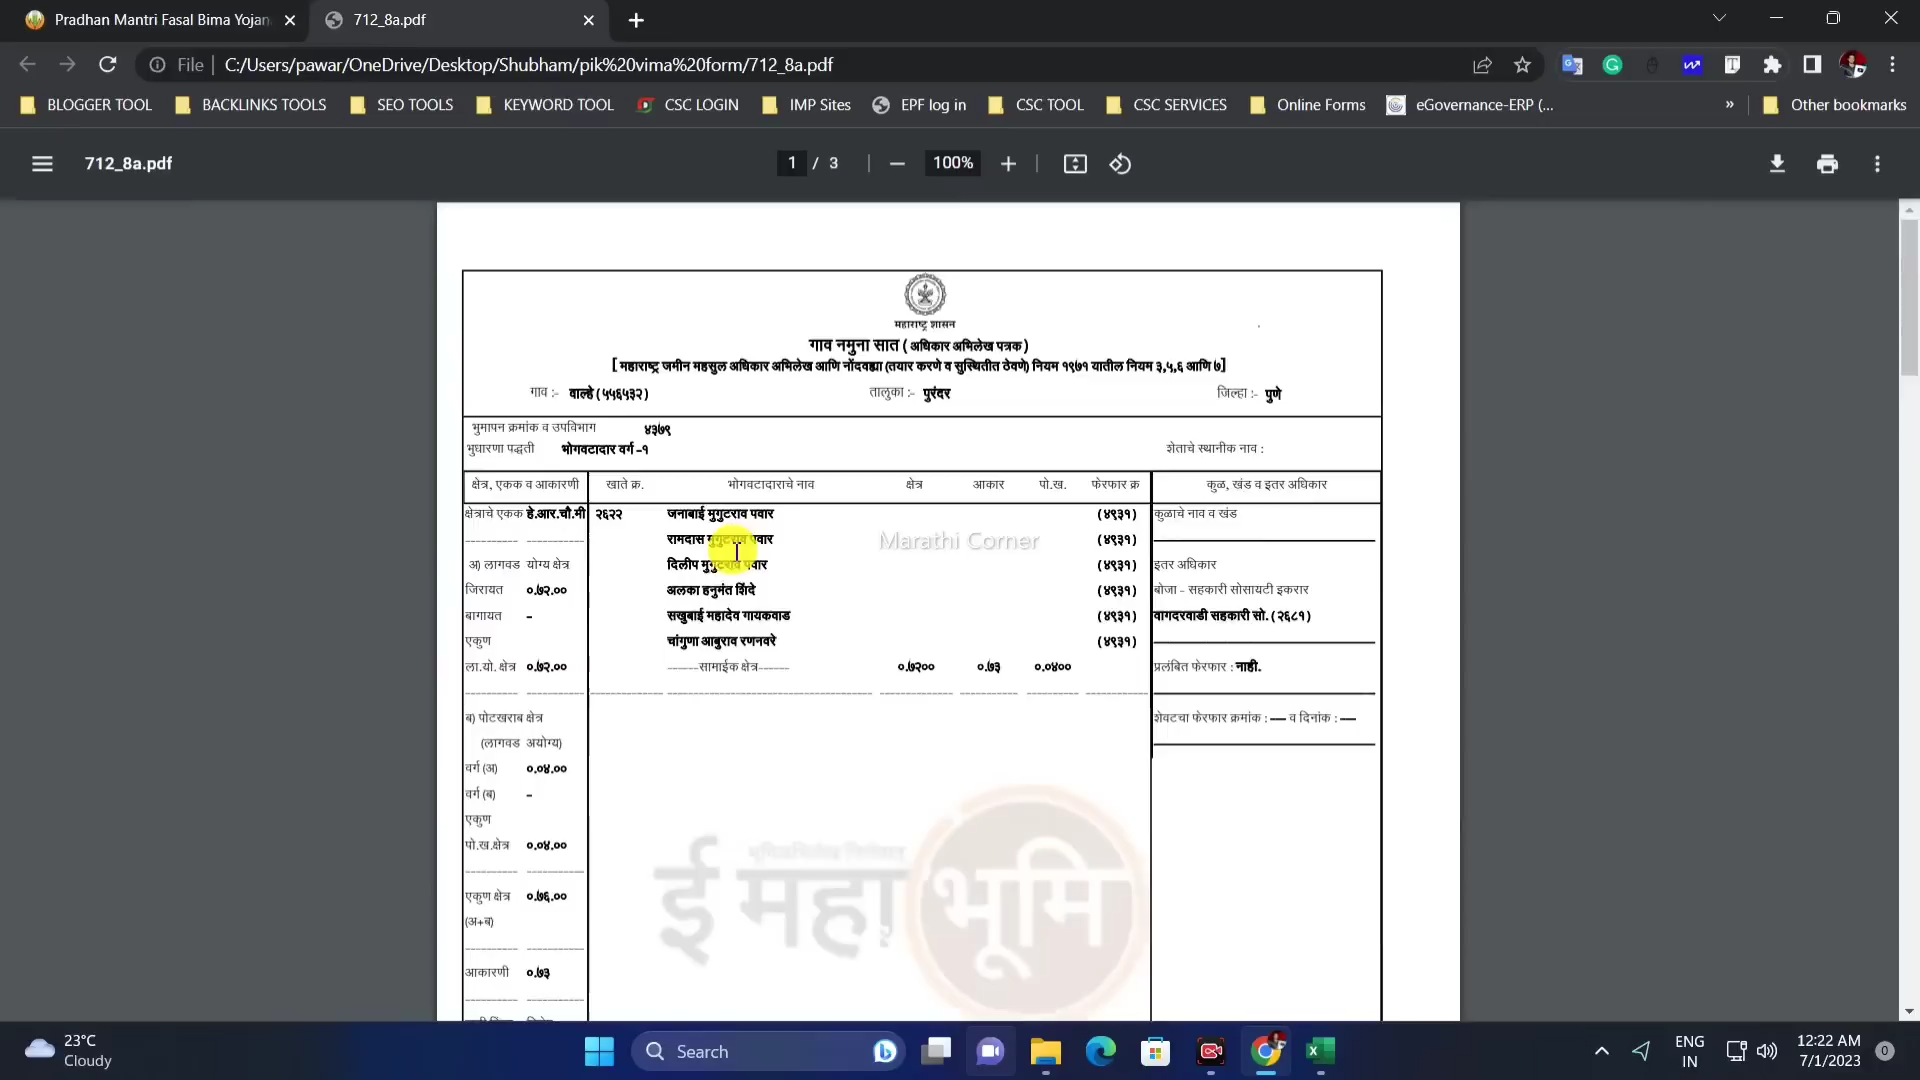 Pradhan Mantri Fasal Bima Yojan
712_8a.pdf
File
C:/Users/pawar/OneDrive/Desktop/Shubham/pik%20vima%20form/712_8a.pdf
BLOGGER TOOL BACKLINKS TOOLS SEO TOOLS KEYWORD TOOL CSC LOGIN IMP Sites EPF log in CSC TOOL CSC SERVICES Online Forms eGovernance-ERP (... » Other bookmarks
712_8a.pdf 1 / 3 100%
महाराष्ट्र शासन
गाव नमुना सात ( अधिकार अभिलेख पत्रक )
[ महाराष्ट्र जमीन महसुल अधिकार अभिलेख आणि नोंदवह्या (तयार करणे व सुस्थितीत ठेवणे) नियम १९७१ यातील नियम ३,५,६ आणि ७]
गाव :- वाल्हे (५५६५३२) तालुका :- पुरंदर जिल्हा :- पुणे
भुमापन क्रमांक व उपविभाग ४३७९
भुधारणा पद्धती भोगवटादार वर्ग -१ शेताचे स्थानीक नाव :
क्षेत्र, एकक व आकारणी खाते क्र. भोगवटादाराचे नाव क्षेत्र आकार पो.ख. फेरफार क्र कुळ, खंड व इतर अधिकार
क्षेत्राचे एकक हे.आर.चौ.मी २६२२ जनाबाई मुगुटराव पवार (४९३१) कुळाचे नाव व खंड
रामदास मुगुटराव पवार (४९३१)
Marathi Corner
अ) लागवड योग्य क्षेत्र दिलीप मुगुटराव पवार (४९३१) इतर अधिकार
जिरायत ०.७२.०० अलका हनुमंत शिंदे (४९३१) बोजा - सहकारी सोसायटी इकरार
बागायत - सखुबाई महादेव गायकवाड (४९३१) वागदरवाडी सहकारी सो. (२६८१)
एकुण चांगुणा आबुराव रणनवरे (४९३१)
ला.यो. क्षेत्र ०.७२.०० ------सामाईक क्षेत्र------ ०.७२०० ०.७३ ०.०४०० प्रलंबित फेरफार : नाही.
ब) पोटखराब क्षेत्र शेवटचा फेरफार क्रमांक : --- व दिनांक : ---
(लागवड अयोग्य)
वर्ग (अ) ०.०४.००
वर्ग (ब) -
एकुण
पो.ख.क्षेत्र ०.०४.००
एकुण क्षेत्र ०.७६.००
(अ+ब)
ई महाभूमि
आकारणी ०.७३
23°C
Cloudy
Search
ENG
IN
12:22 AM
7/1/2023
0